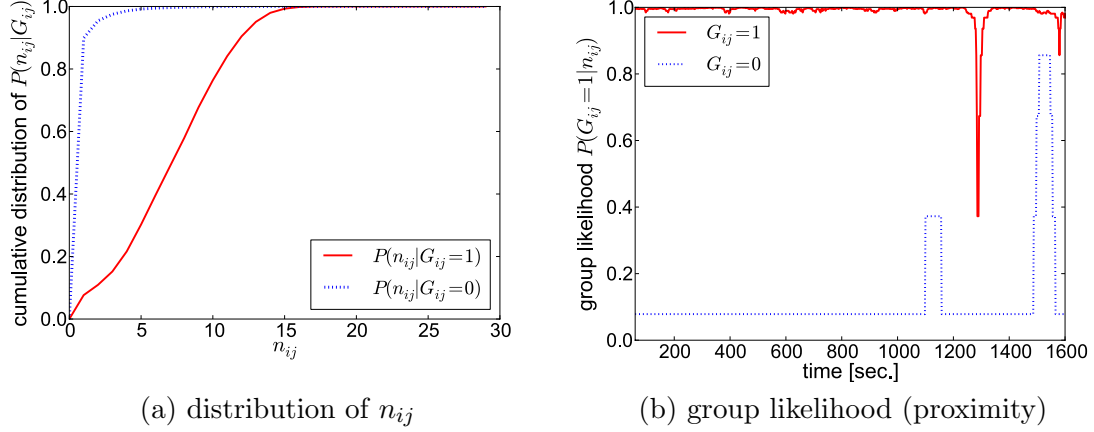 cumulative distribution of P(n_ij|G_ij)
1.0
0.8
0.6
0.4
0.2
0.0
0 5 10 15 20 25 30
n_ij
P(n_ij|G_ij=1)
P(n_ij|G_ij=0)
(a) distribution of n_ij
group likelihood P(G_ij=1|n_ij)
1.0
0.8
0.6
0.4
0.2
0.0
200 400 600 800 1000 1200 1400 1600
time [sec.]
G_ij=1
G_ij=0
(b) group likelihood (proximity)